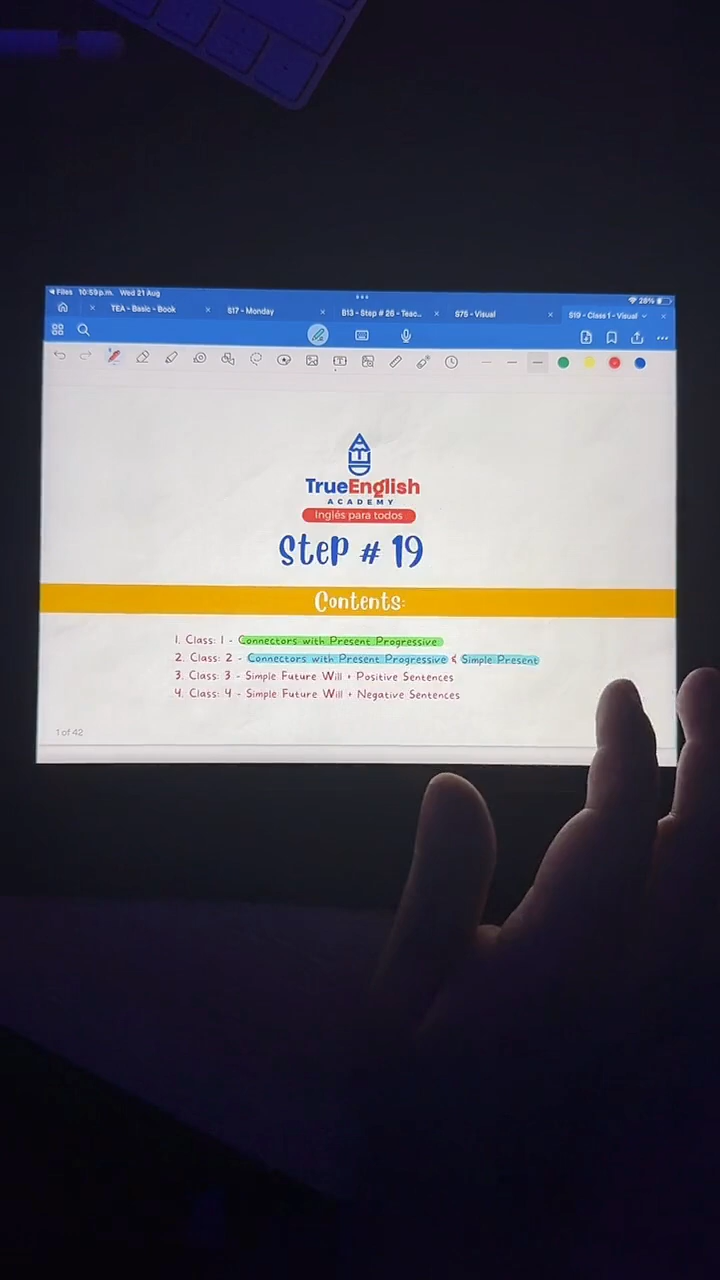 Files 10:59 p.m. Wed 21 Aug
28%
TEA - Basic - Book
S17 - Monday
B13 - Step # 26 - Teac...
S75 - Visual
S19 - Class 1 - Visual
TrueEnglish
ACADEMY
Inglés para todos
Step # 19
Contents:
1. Class: 1 - Connectors with Present Progressive
2. Class: 2 - Connectors with Present Progressive & Simple Present
3. Class: 3 - Simple Future Will + Positive Sentences
4. Class: 4 - Simple Future Will + Negative Sentences
1 of 42